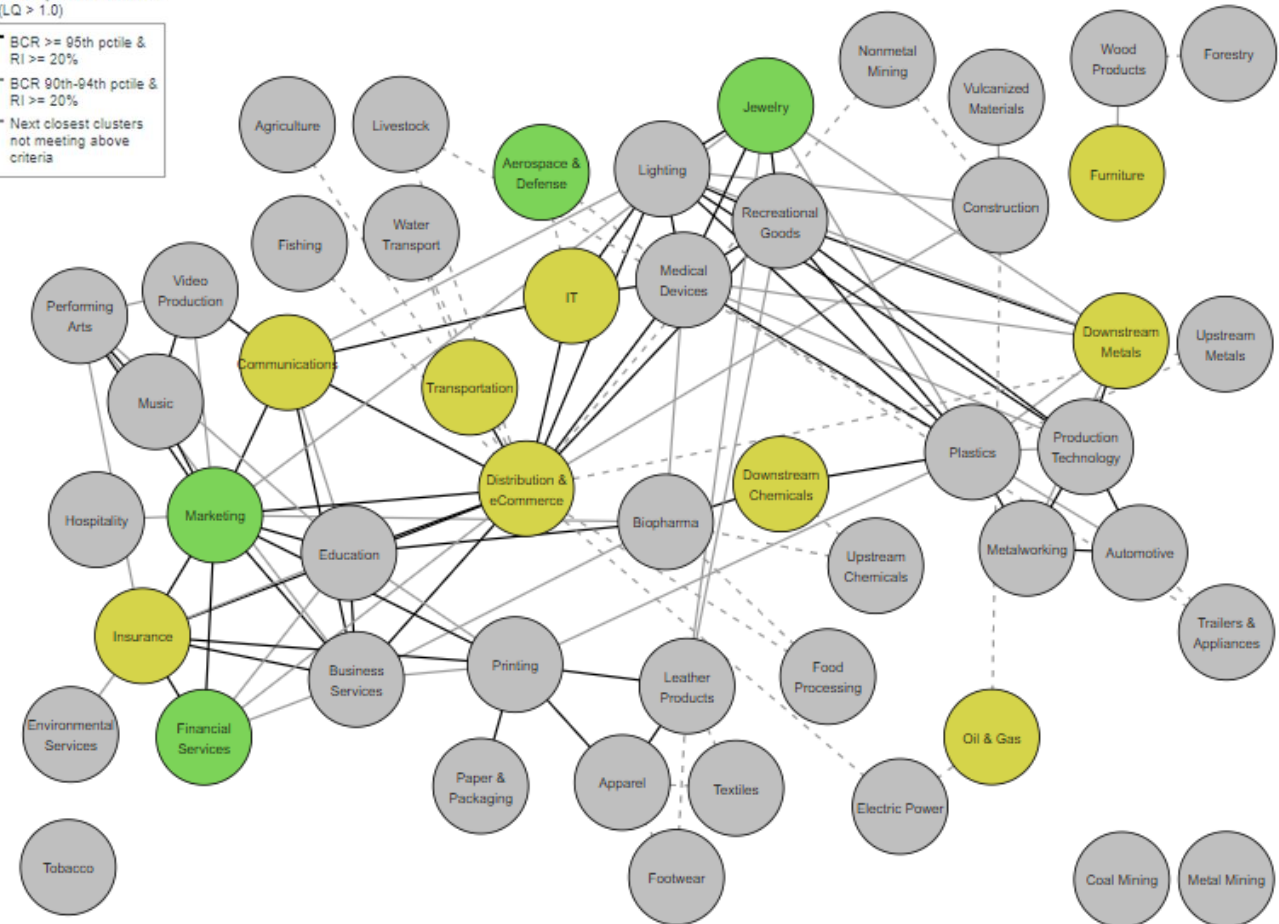 (LQ > 1.0)
BCR >= 95th pctile &
RI >= 20%
BCR 90th-94th pctile &
RI >= 20%
Next closest clusters
not meeting above
criteria
Agriculture
Livestock
Aerospace &
Defense
Lighting
Jewelry
Nonmetal
Mining
Vulcanized
Materials
Wood
Products
Forestry
Furniture
Construction
Recreational
Goods
Medical
Devices
Fishing
Water
Transport
Video
Production
Performing
Arts
Music
Communications
IT
Transportation
Downstream
Metals
Upstream
Metals
Production
Technology
Plastics
Hospitality
Marketing
Education
Distribution &
eCommerce
Biopharma
Downstream
Chemicals
Upstream
Chemicals
Metalworking
Automotive
Trailers &
Appliances
Insurance
Business
Services
Printing
Leather
Products
Food
Processing
Environmental
Services
Financial
Services
Paper &
Packaging
Apparel
Textiles
Oil & Gas
Electric Power
Tobacco
Footwear
Coal Mining
Metal Mining